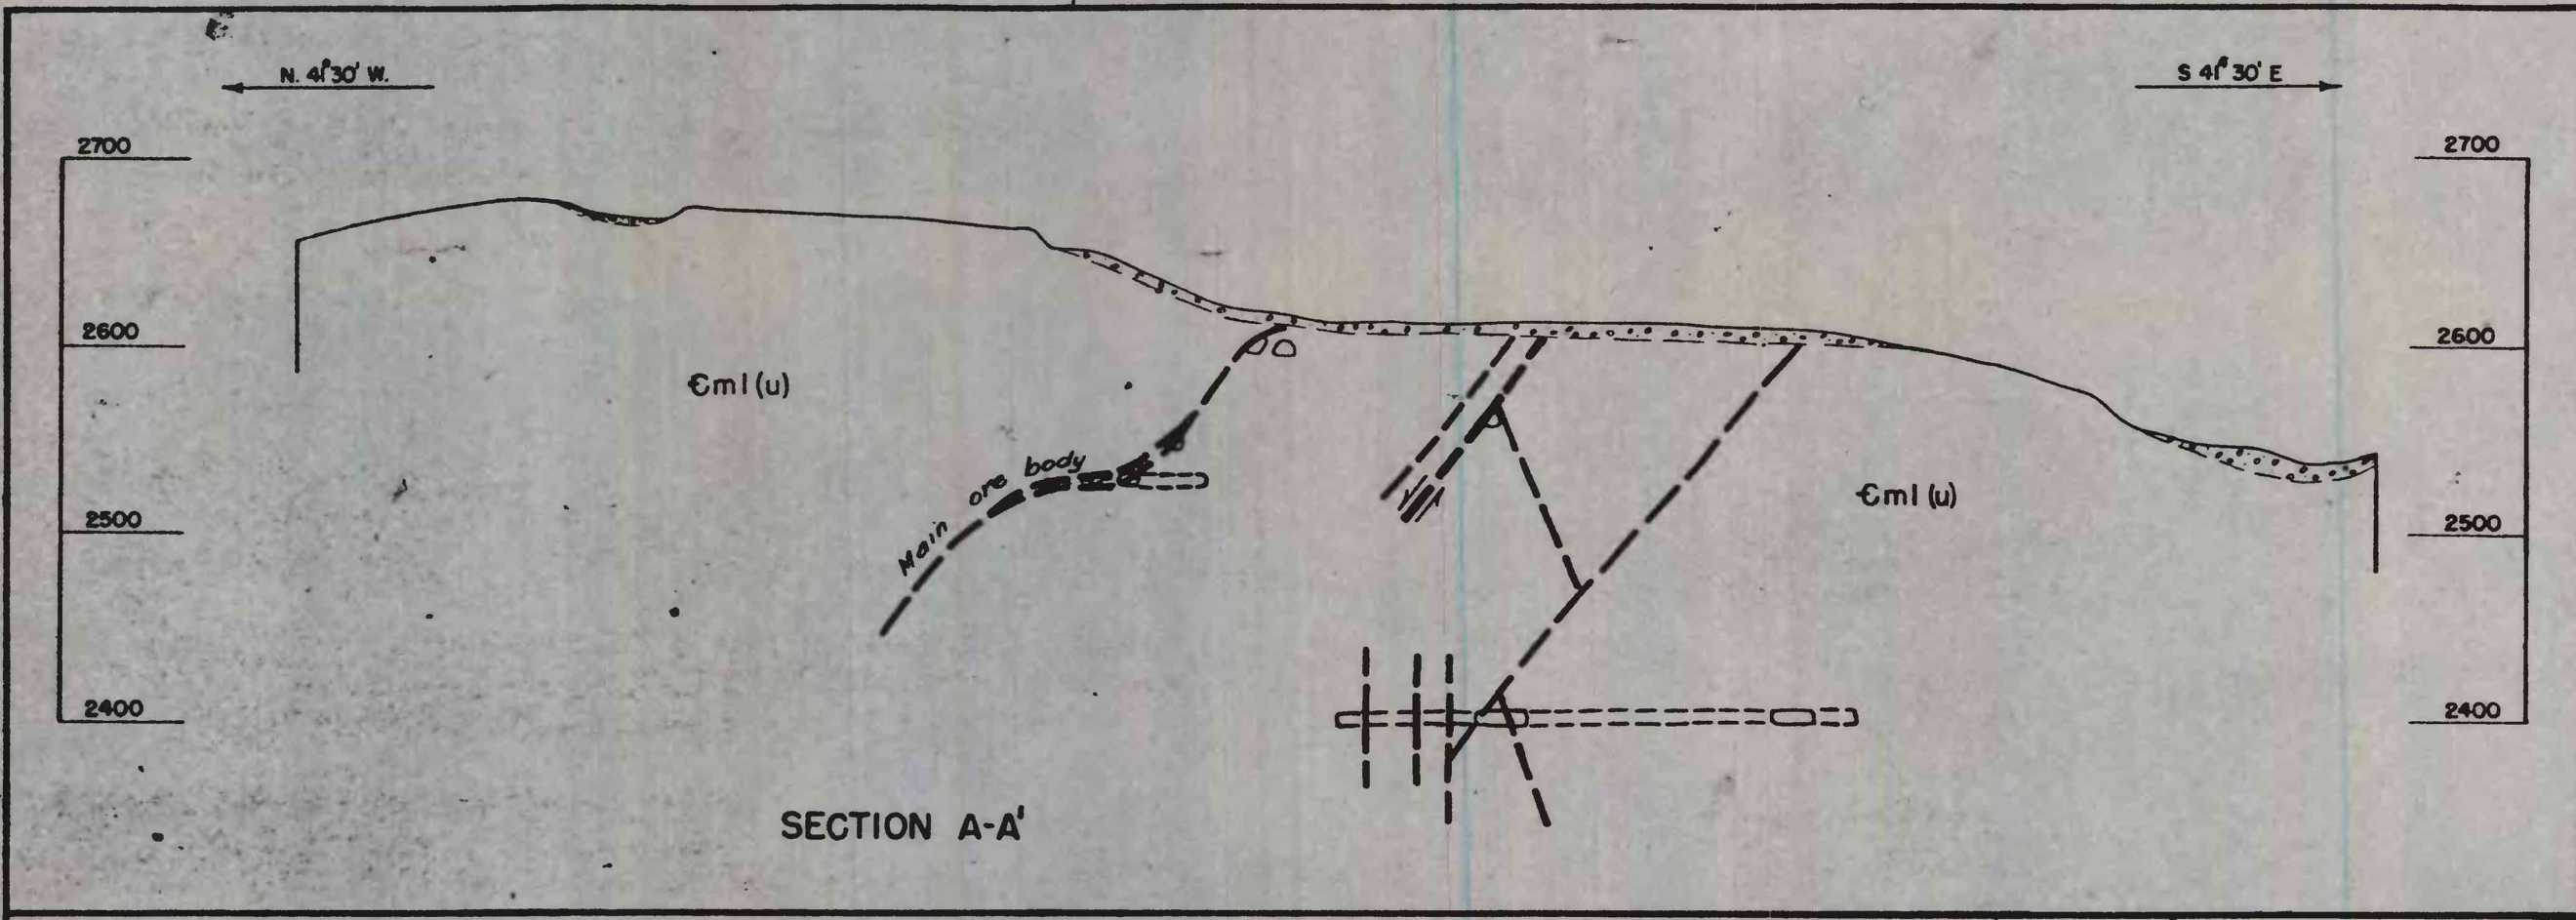 N. 41°30' W.
S 41° 30' E
2700
2700
2600
2600
Єml (u)
Main ore body
2500
2500
Єml (u)
2400
2400
SECTION A-A'